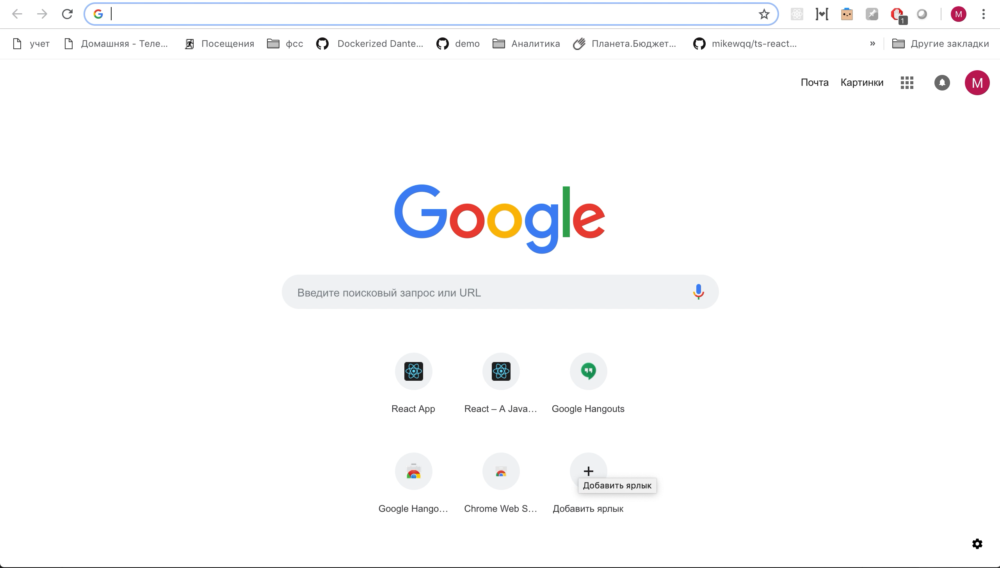 1
M
учет
Домашняя - Теле...
Посещения
фсс
Dockerized Dante...
demo
Аналитика
Планета.Бюджет...
mikewqq/ts-react...
»
Другие закладки
Почта
Картинки
M
Google
Введите поисковый запрос или URL
React App
React – A Java...
Google Hangouts
Добавить ярлык
Google Hango...
Chrome Web S...
Добавить ярлык